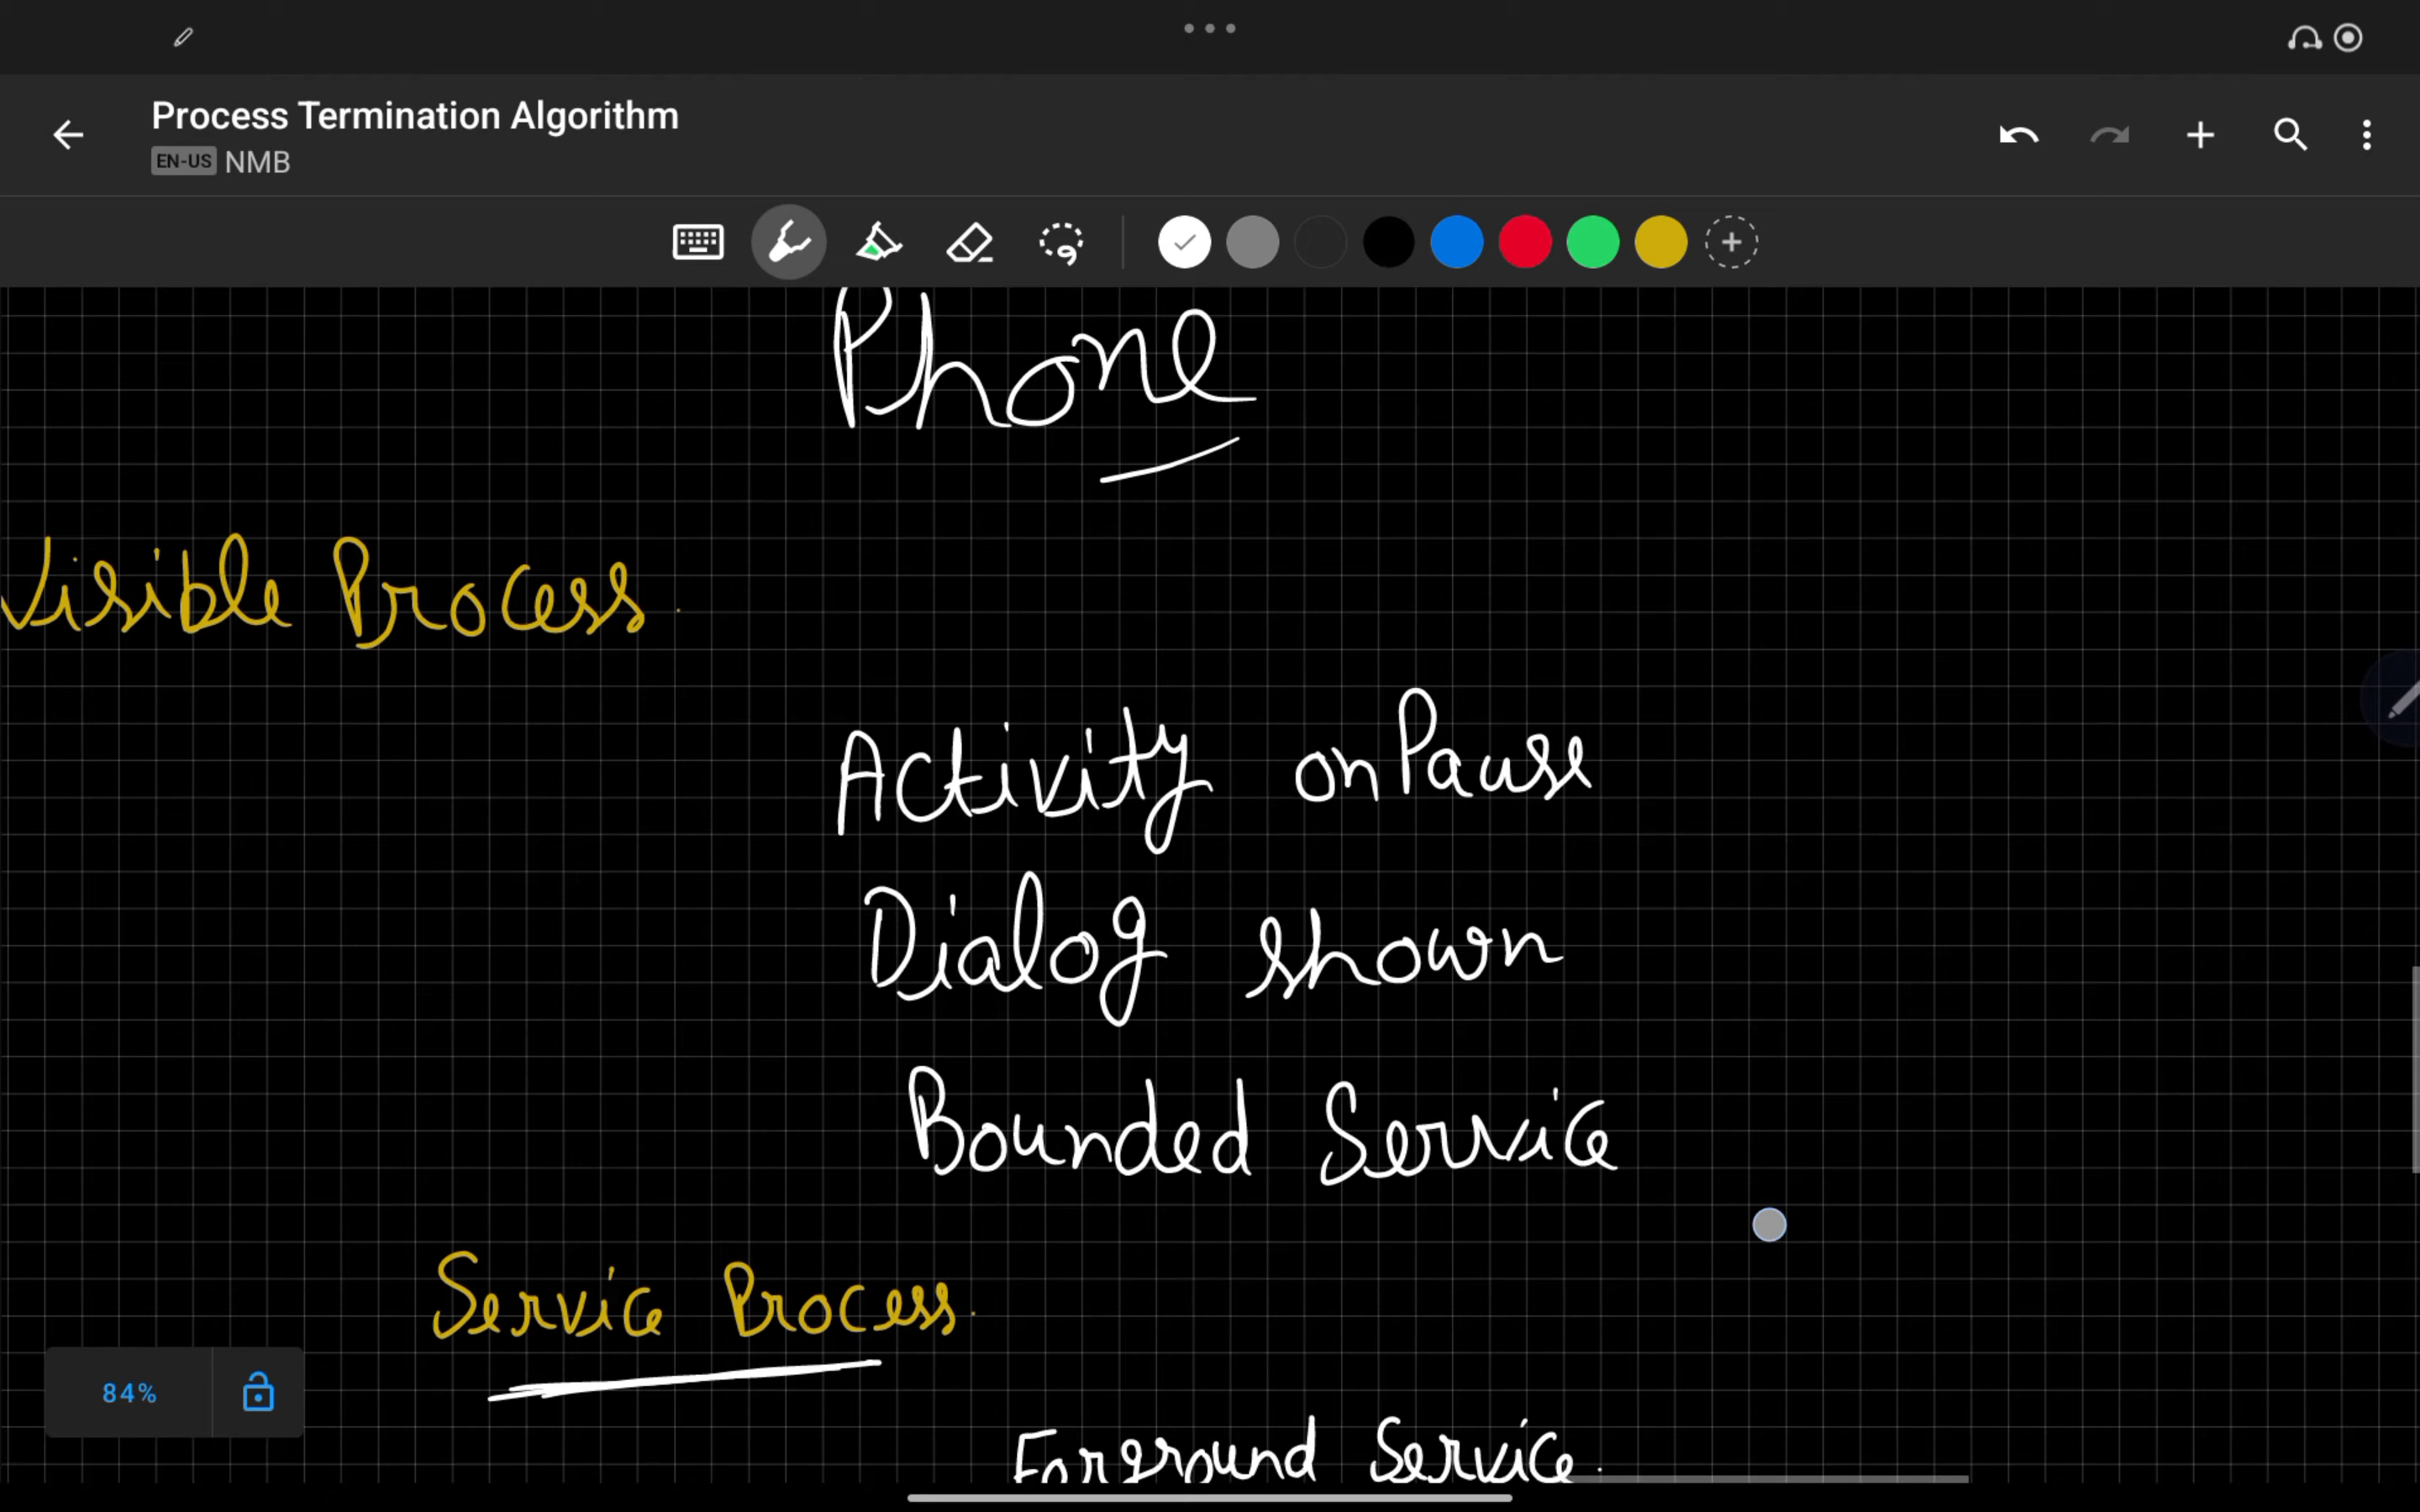 Process Termination Algorithm
EN-US NMB
Phone
Visible Process.
Activity onPause
Dialog shown
Bounded Service
Service Process.
84%
Forground Service.